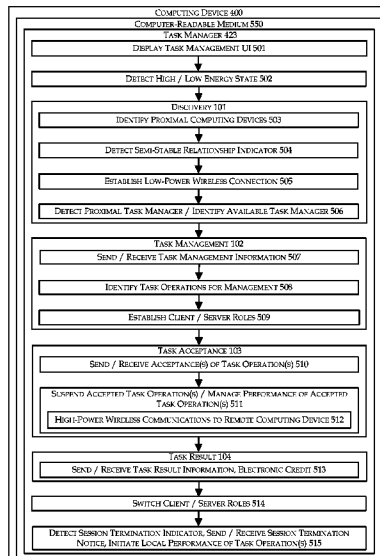 COMPUTING DEVICE 400
COMPUTER-READABLE MEDIUM 550
TASK MANAGER 423
DISPLAY TASK MANAGEMENT UI 501
DETECT HIGH / LOW ENERGY STATE 502
DISCOVERY 101
IDENTIFY PROXIMAL COMPUTING DEVICES 503
DETECT SEMI-STABLE RELATIONSHIP INDICATOR 504
ESTABLISH LOW-POWER WIRELESS CONNECTION 505
DETECT PROXIMAL TASK MANAGER / IDENTIFY AVAILABLE TASK MANAGER 506
TASK MANAGEMENT 102
SEND / RECEIVE TASK MANAGEMENT INFORMATION 507
IDENTIFY TASK OPERATIONS FOR MANAGEMENT 508
ESTABLISH CLIENT / SERVER ROLES 509
TASK ACCEPTANCE 103
SEND / RECEIVE ACCEPTANCE(S) OF TASK OPERATION(S) 510
SUSPEND ACCEPTED TASK OPERATION(S) / MANAGE PERFORMANCE OF ACCEPTED
TASK OPERATION(S) 511
HIGH-POWER WIRELESS COMMUNICATIONS TO REMOTE COMPUTING DEVICE 512
TASK RESULT 104
SEND / RECEIVE TASK RESULT INFORMATION, ELECTRONIC CREDIT 513
SWITCH CLIENT / SERVER ROLES 514
DETECT SESSION TERMINATION INDICATOR, SEND / RECEIVE SESSION TERMINATION
NOTICE, INITIATE LOCAL PERFORMANCE OF TASK OPERATION(S) 515